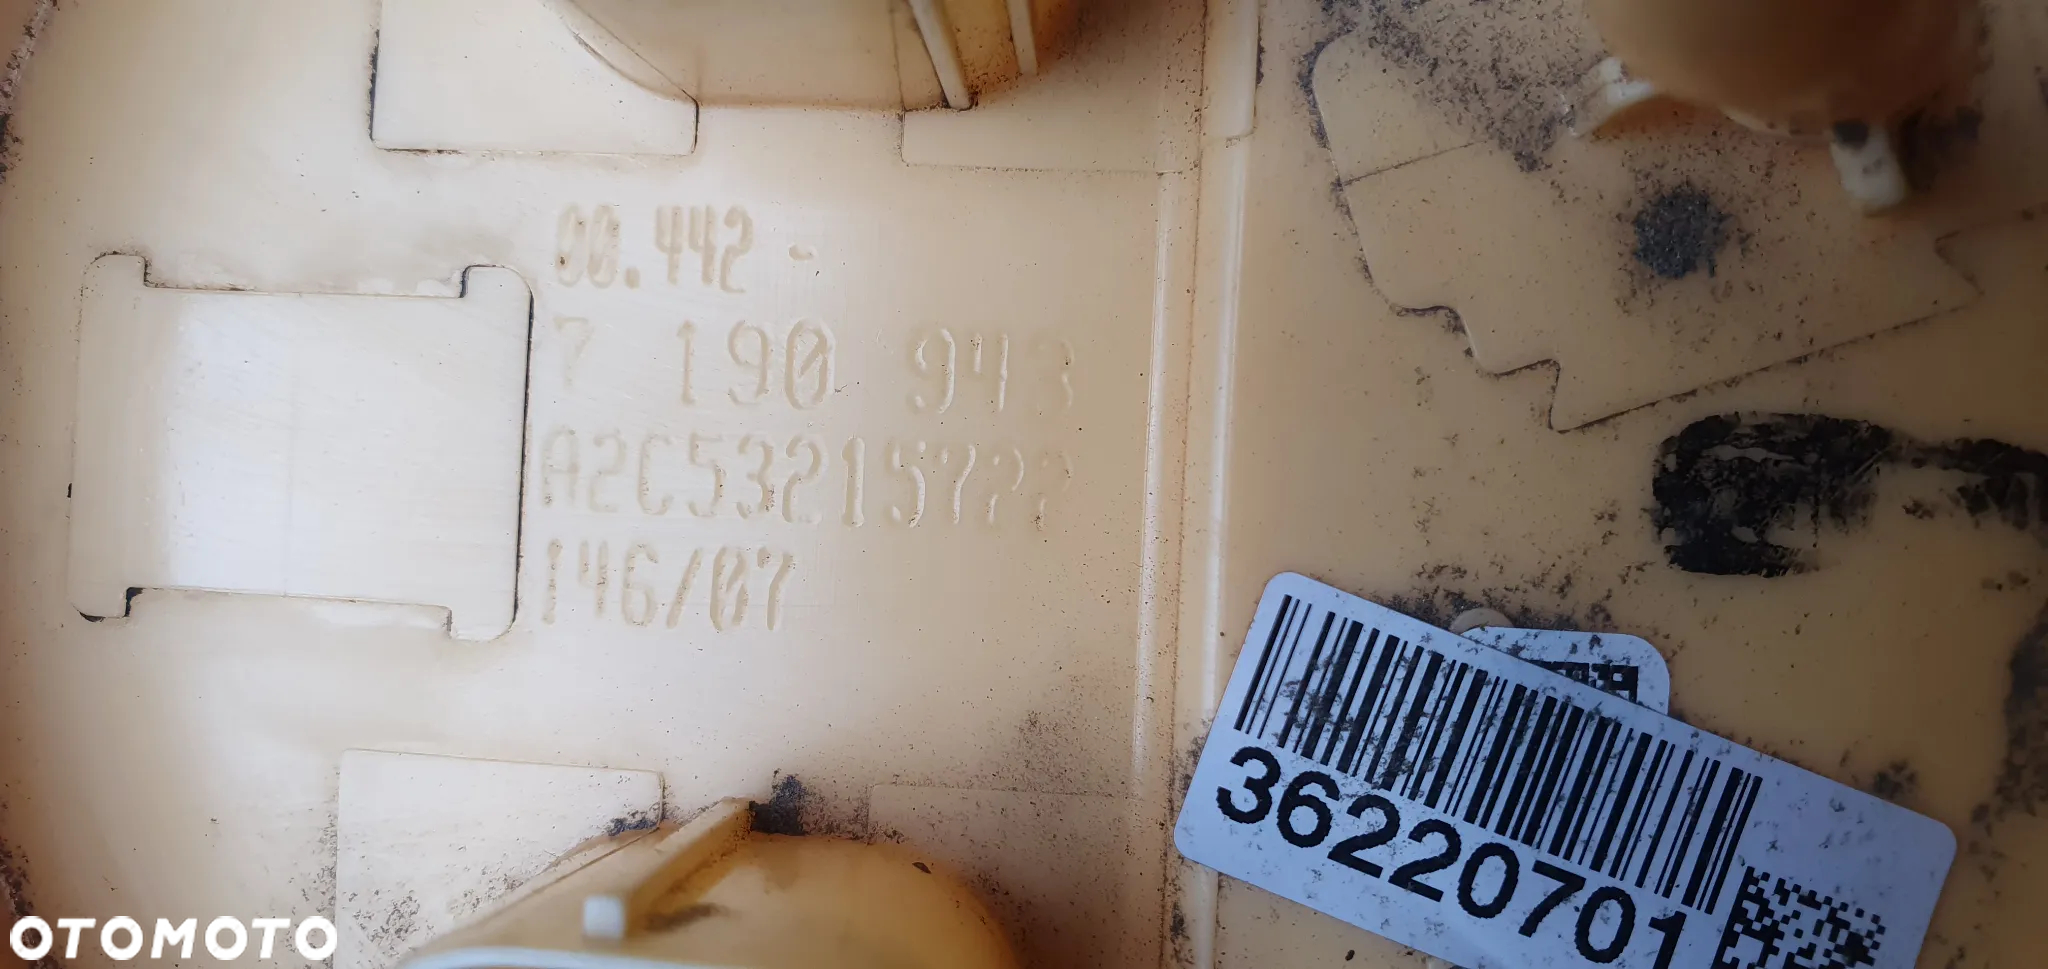 00.442 -
7 190 943
A2C53215722
146/07
36220701
OTOMOTO